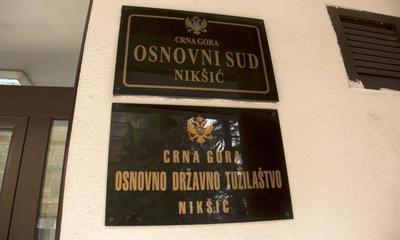 CRNA GORA
OSNOVNI SUD
NIKŠIĆ
CRNA GORA
OSNOVNO DRŽAVNO TUŽILAŠTVO
NIKŠIĆ